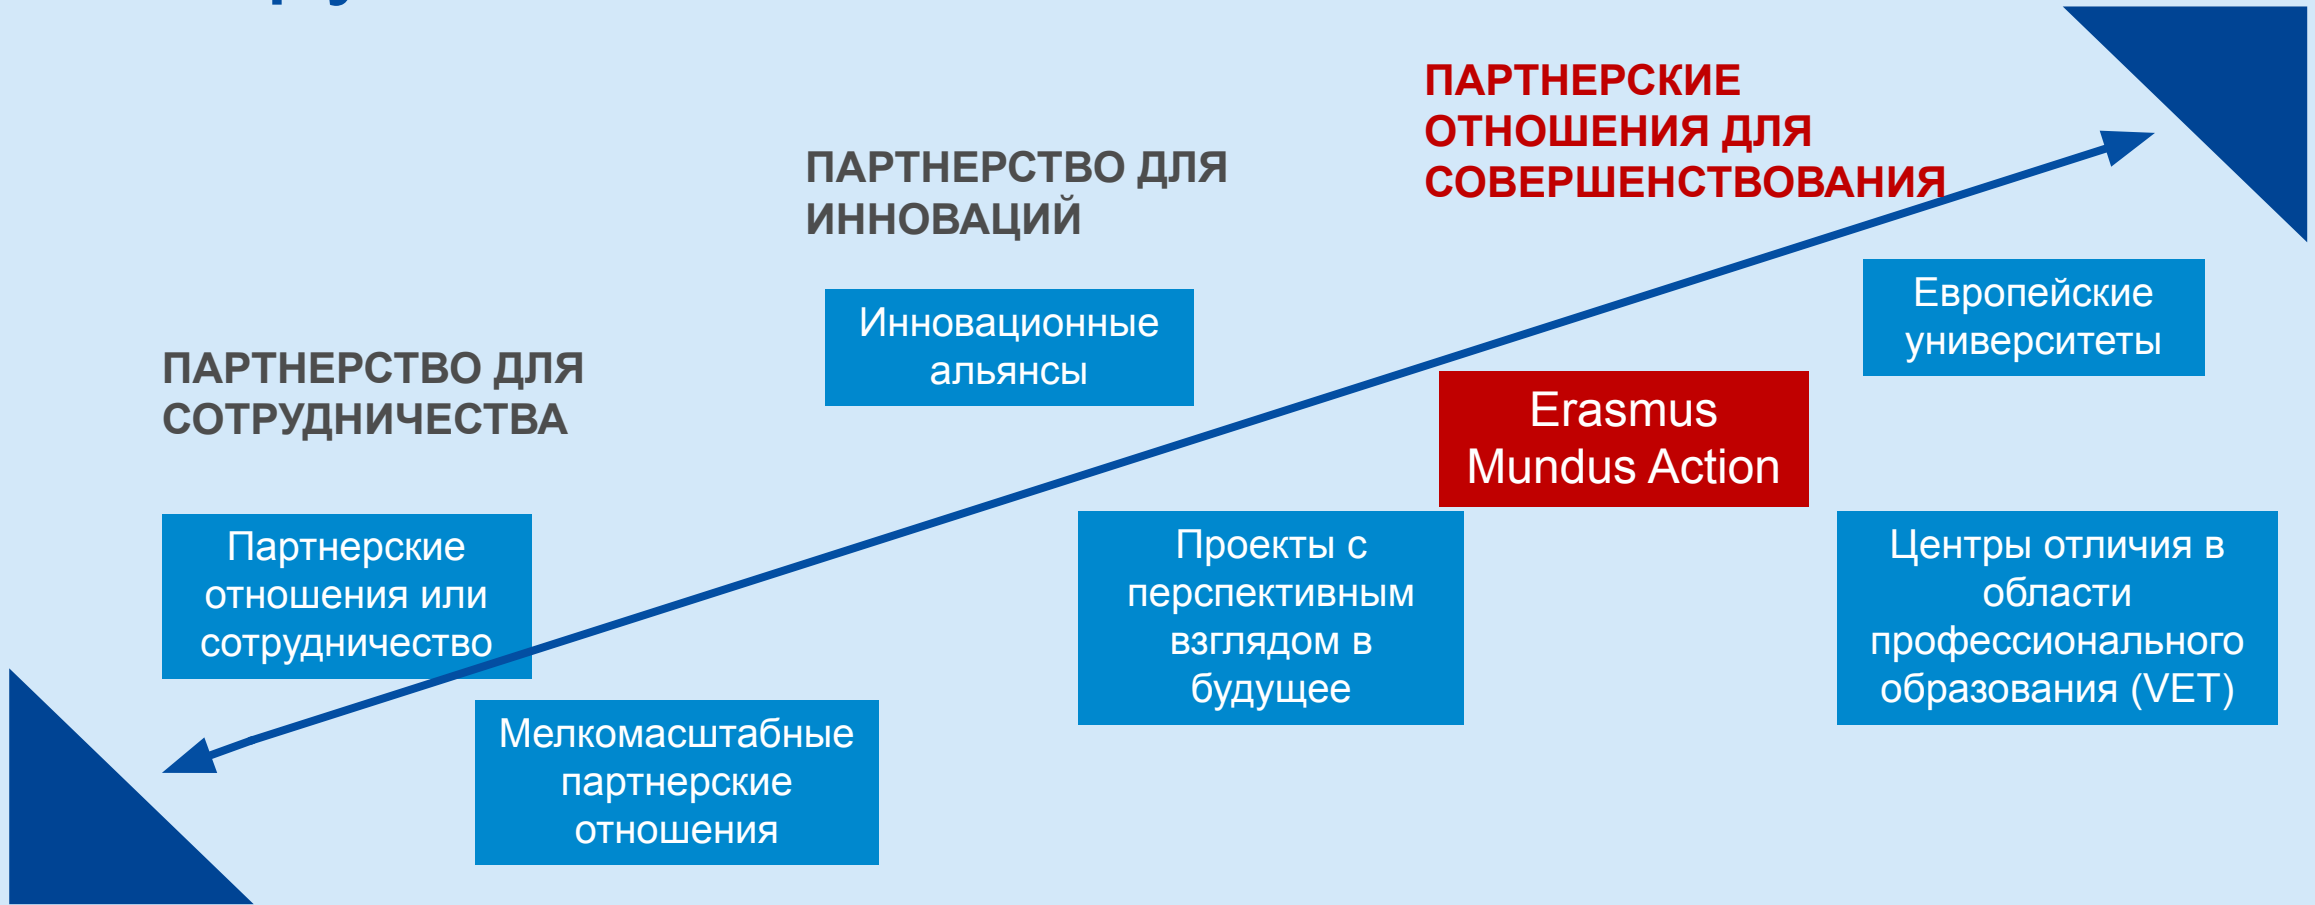 ПАРТНЕРСКИЕ
ОТНОШЕНИЯ ДЛЯ
СОВЕРШЕНСТВОВАНИЯ
ПАРТНЕРСТВО ДЛЯ
ИННОВАЦИЙ
ПАРТНЕРСТВО ДЛЯ
СОТРУДНИЧЕСТВА
Инновационные
альянсы
Европейские
университеты
Erasmus
Mundus Action
Партнерские
отношения или
сотрудничество
Проекты с
перспективным
взглядом в
будущее
Центры отличия в
области
профессионального
образования (VET)
Мелкомасштабные
партнерские
отношения